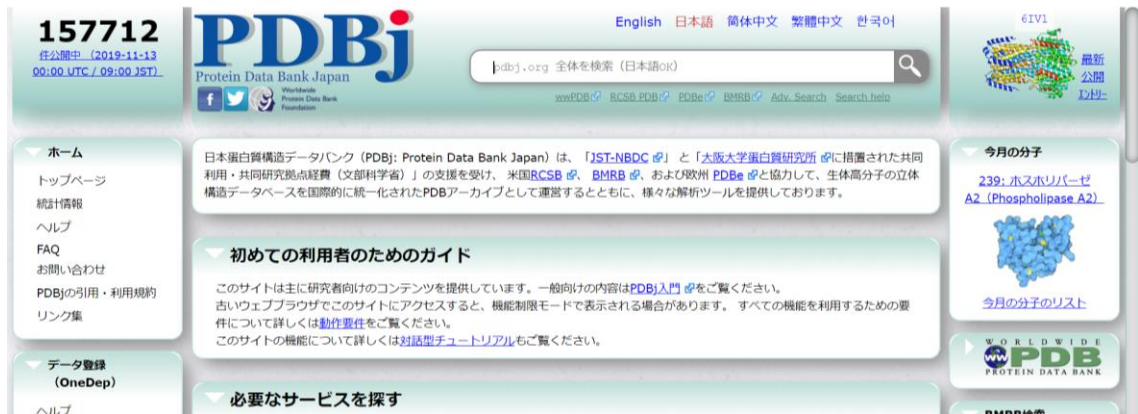 157712
件公開中 (2019-11-13
00:00 UTC / 09:00 JST)
PDBj
Protein Data Bank Japan
Worldwide
Protein Data Bank
Foundation
English 日本語 简体中文 繁體中文 한국어
pdbj.org 全体を検索（日本語OK）
wwPDB RCSB PDB PDBe BMRB Adv. Search Search help
6IV1
最新
公開
エントリー
ホーム
トップページ
統計情報
ヘルプ
FAQ
お問い合わせ
PDBjの引用・利用規約
リンク集
データ登録
(OneDep)
ヘルプ
日本蛋白質構造データバンク（PDBj: Protein Data Bank Japan）は、「JST-NBDC」 と「大阪大学蛋白質研究所 に措置された共同
利用・共同研究拠点経費（文部科学省）」の支援を受け、 米国RCSB 、 BMRB 、および欧州 PDBe と協力して、生体高分子の立体
構造データベースを国際的に統一化されたPDBアーカイブとして運営するとともに、様々な解析ツールを提供しております。
初めての利用者のためのガイド
このサイトは主に研究者向けのコンテンツを提供しています。一般向けの内容はPDBj入門 をご覧ください。
古いウェブブラウザでこのサイトにアクセスすると、機能制限モードで表示される場合があります。 すべての機能を利用するための要
件について詳しくは動作要件をご覧ください。
このサイトの機能について詳しくは対話型チュートリアルもご覧ください。
必要なサービスを探す
今月の分子
239: ホスホリパーゼ
A2（Phospholipase A2）
今月の分子のリスト
WORLDWIDE
PDB
PROTEIN DATA BANK
BMRB検索